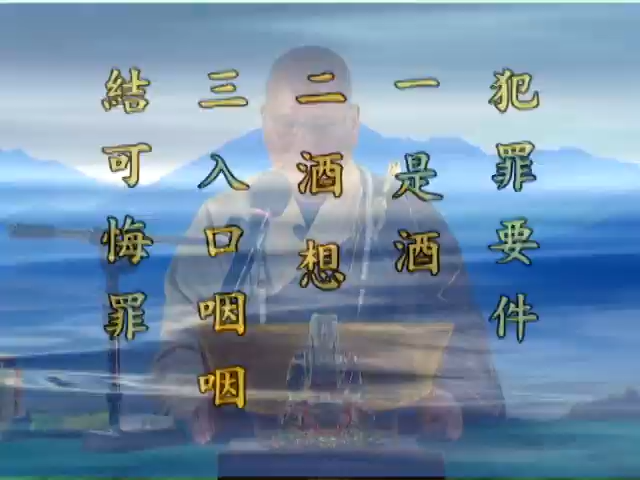 犯罪要件
一是酒
二酒想
三入口咽咽
結可悔罪